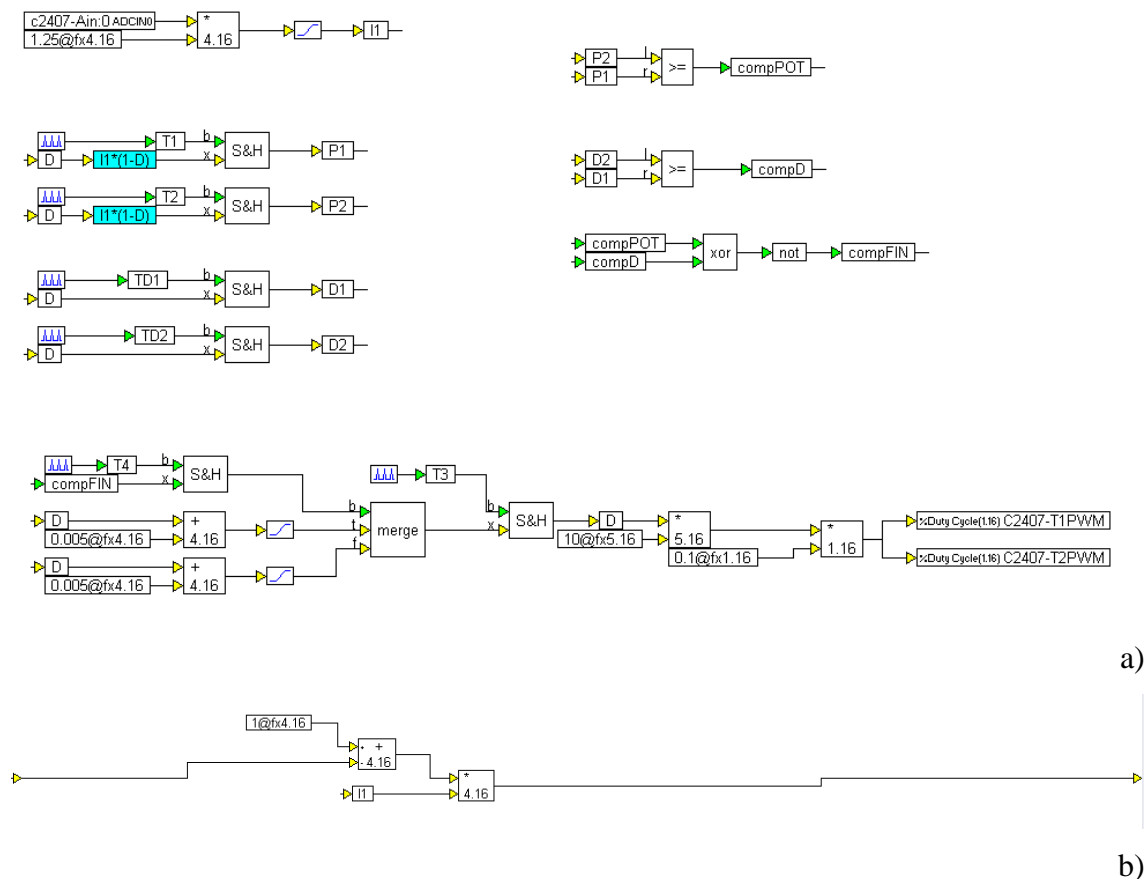 c2407-Ain:0 ADCIN0
1.25@fx4.16
*
4.16
I1
P2
P1
l
r
>=
compPOT
T1
b
D
I1*(1-D)
x
S&H
P1
T2
b
D
I1*(1-D)
x
S&H
P2
D2
D1
l
r
>=
compD
compPOT
compD
xor
not
compFIN
TD1
b
D
x
S&H
D1
TD2
b
D
x
S&H
D2
T4
b
compFIN
x
S&H
D
0.005@fx4.16
+
4.16
D
0.005@fx4.16
+
4.16
b
t
f
merge
T3
b
x
S&H
D
10@fx5.16
*
5.16
0.1@fx1.16
*
1.16
%Duty Cycle(1.16) C2407-T1PWM
%Duty Cycle(1.16) C2407-T2PWM
a)
1@fx4.16
+
- 4.16
I1
*
4.16
b)